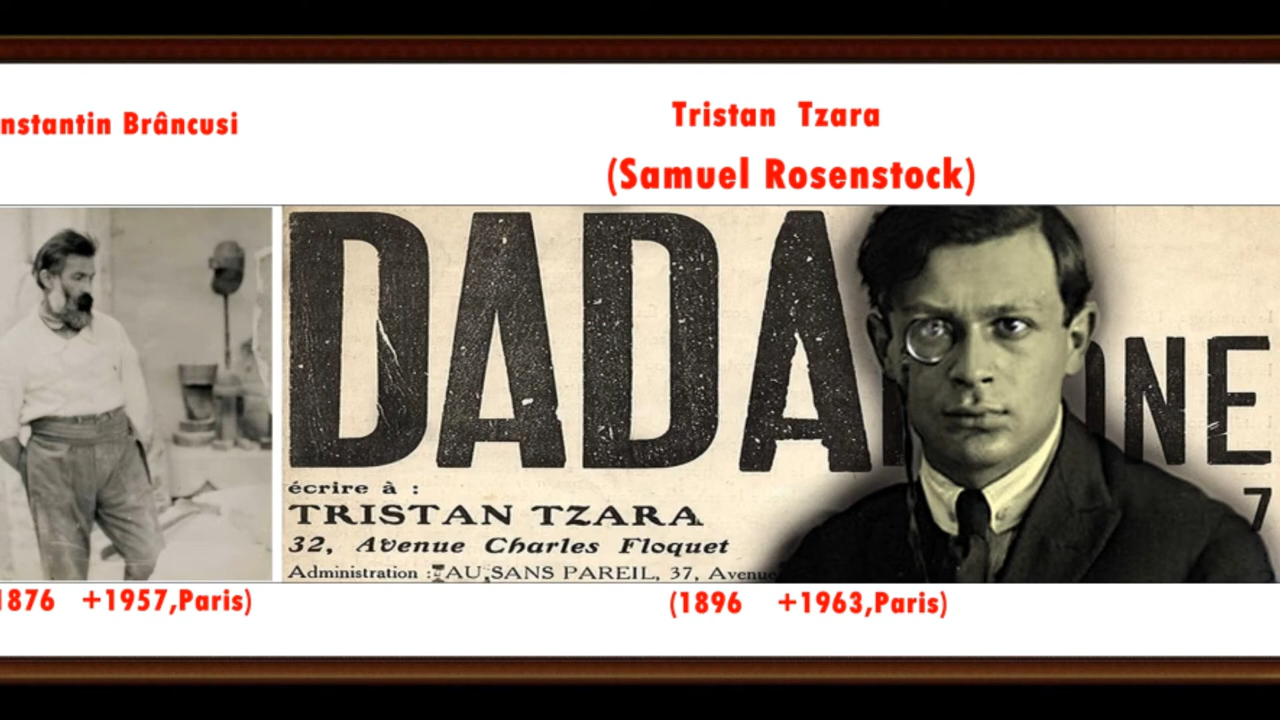 nstantin Brâncusi
Tristan Tzara
(Samuel Rosenstock)
DADA
NE
7
écrire à :
TRISTAN TZARA
32, Avenue Charles Floquet
Administration : AU SANS PAREIL, 37, Avenue
1876 +1957,Paris)
(1896 +1963,Paris)